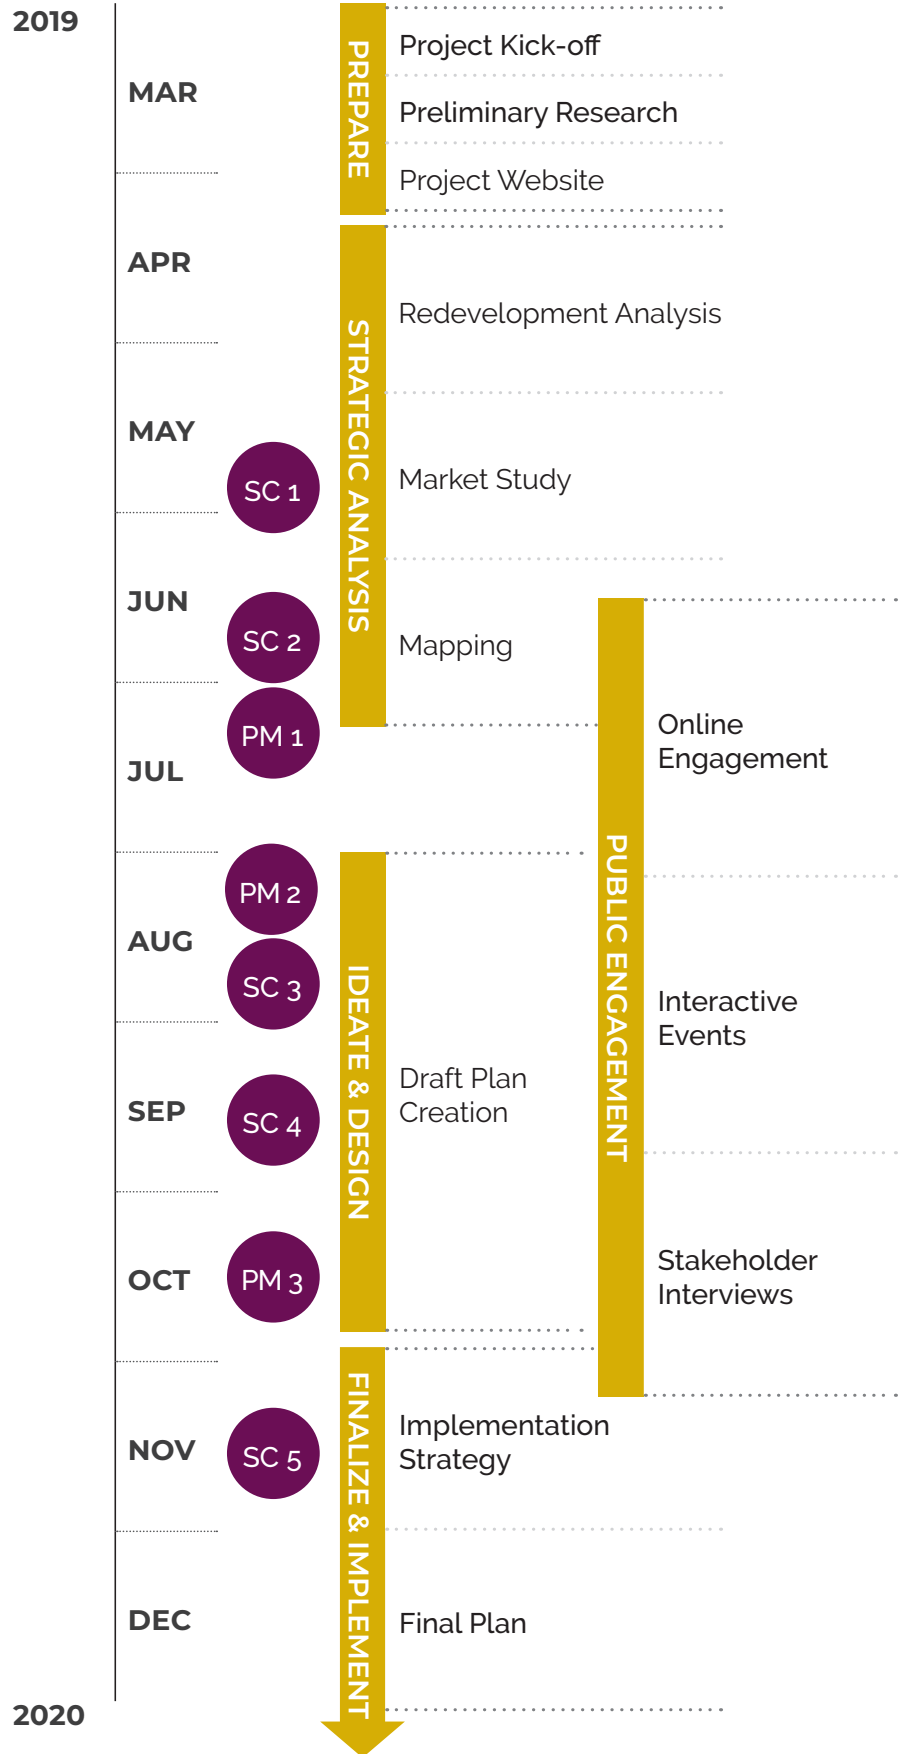 2019
MAR
APR
MAY
JUN
JUL
AUG
SEP
OCT
NOV
DEC
2020
SC 1
SC 2
PM 1
PM 2
SC 3
SC 4
PM 3
SC 5
PREPARE
Project Kick-off
Preliminary Research
Project Website
STRATEGIC ANALYSIS
Redevelopment Analysis
Market Study
Mapping
IDEATE & DESIGN
Draft Plan
Creation
FINALIZE & IMPLEMENT
Implementation
Strategy
Final Plan
PUBLIC ENGAGEMENT
Online
Engagement
Interactive
Events
Stakeholder
Interviews